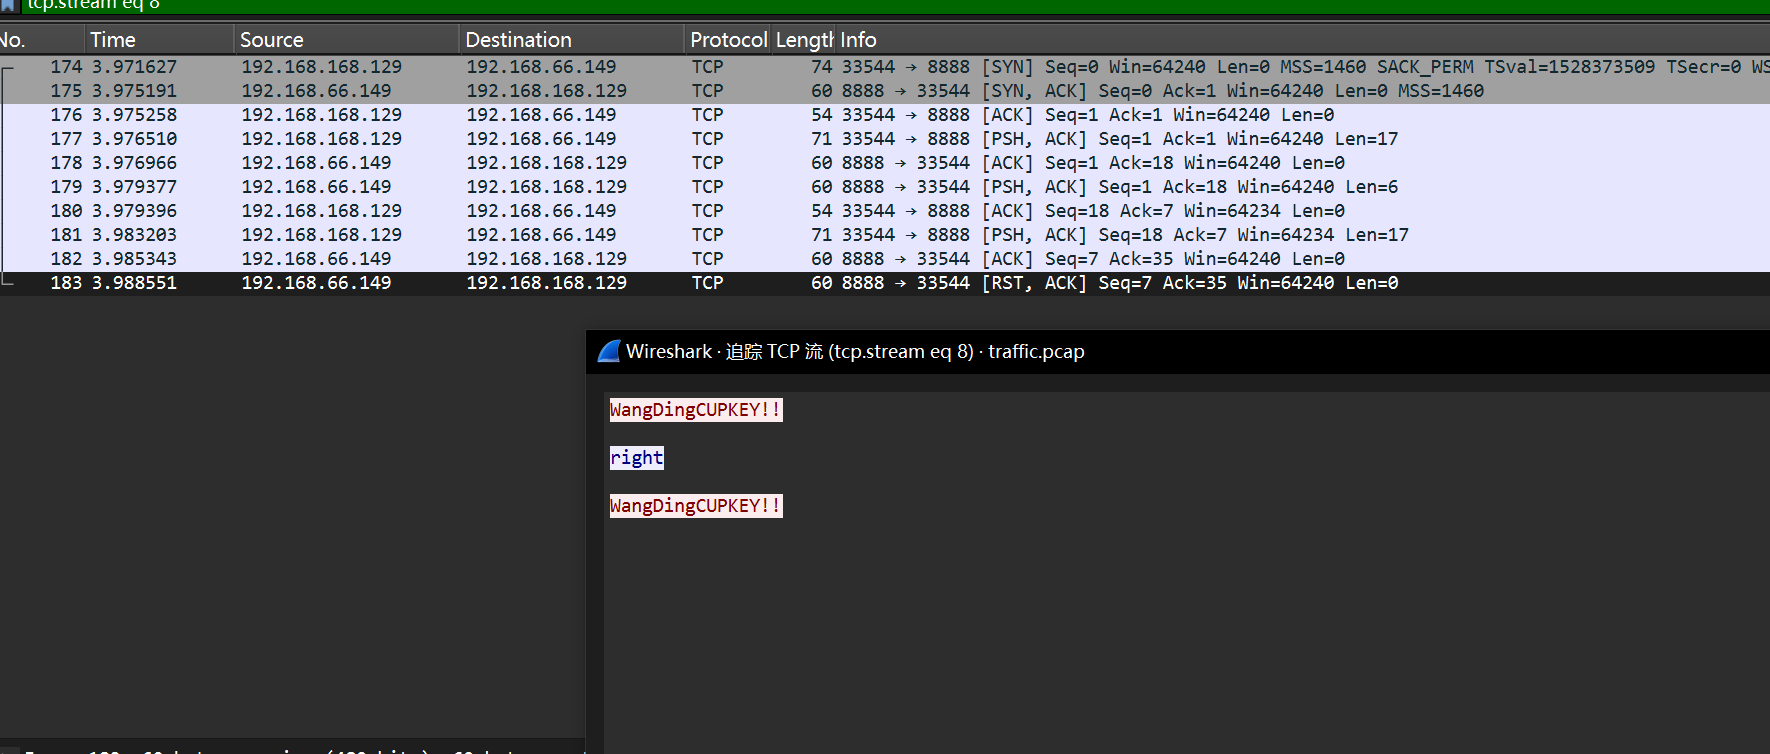 tcp.stream eq 8
No. Time Source Destination Protocol Length Info
174 3.971627 192.168.168.129 192.168.66.149 TCP 74 33544 → 8888 [SYN] Seq=0 Win=64240 Len=0 MSS=1460 SACK_PERM TSval=1528373509 TSecr=0 WS
175 3.975191 192.168.66.149 192.168.168.129 TCP 60 8888 → 33544 [SYN, ACK] Seq=0 Ack=1 Win=64240 Len=0 MSS=1460
176 3.975258 192.168.168.129 192.168.66.149 TCP 54 33544 → 8888 [ACK] Seq=1 Ack=1 Win=64240 Len=0
177 3.976510 192.168.168.129 192.168.66.149 TCP 71 33544 → 8888 [PSH, ACK] Seq=1 Ack=1 Win=64240 Len=17
178 3.976966 192.168.66.149 192.168.168.129 TCP 60 8888 → 33544 [ACK] Seq=1 Ack=18 Win=64240 Len=0
179 3.979377 192.168.66.149 192.168.168.129 TCP 60 8888 → 33544 [PSH, ACK] Seq=1 Ack=18 Win=64240 Len=6
180 3.979396 192.168.168.129 192.168.66.149 TCP 54 33544 → 8888 [ACK] Seq=18 Ack=7 Win=64234 Len=0
181 3.983203 192.168.168.129 192.168.66.149 TCP 71 33544 → 8888 [PSH, ACK] Seq=18 Ack=7 Win=64234 Len=17
182 3.985343 192.168.66.149 192.168.168.129 TCP 60 8888 → 33544 [ACK] Seq=7 Ack=35 Win=64240 Len=0
183 3.988551 192.168.66.149 192.168.168.129 TCP 60 8888 → 33544 [RST, ACK] Seq=7 Ack=35 Win=64240 Len=0
Wireshark · 追踪 TCP 流 (tcp.stream eq 8) · traffic.pcap
WangDingCUPKEY!!
right
WangDingCUPKEY!!